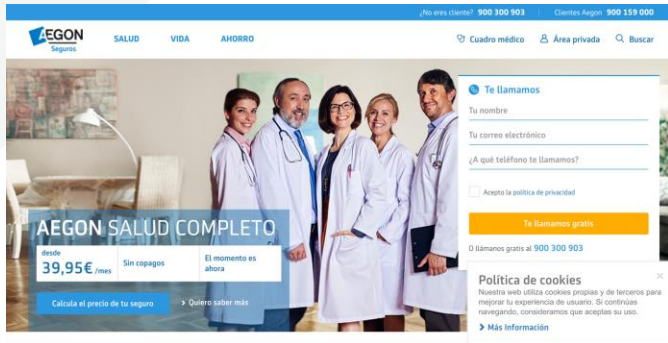 ¿No eres cliente? 900 300 903 Clientes Aegon 900 159 000
AEGON
Seguros
SALUD VIDA AHORRO
Cuadro médico Área privada Buscar
Te llamamos
Tu nombre
Tu correo electrónico
¿A qué teléfono te llamamos?
Acepto la política de privacidad
Te llamamos gratis
O llámanos gratis al 900 300 903
AEGON SALUD COMPLETO
desde
39,95€ /mes
Sin copagos
El momento es
ahora
Calcula el precio de tu seguro
Quiero saber más
Política de cookies
Nuestra web utiliza cookies propias y de terceros para
mejorar tu experiencia de usuario. Si continúas
navegando, consideramos que aceptas su uso.
Más Información